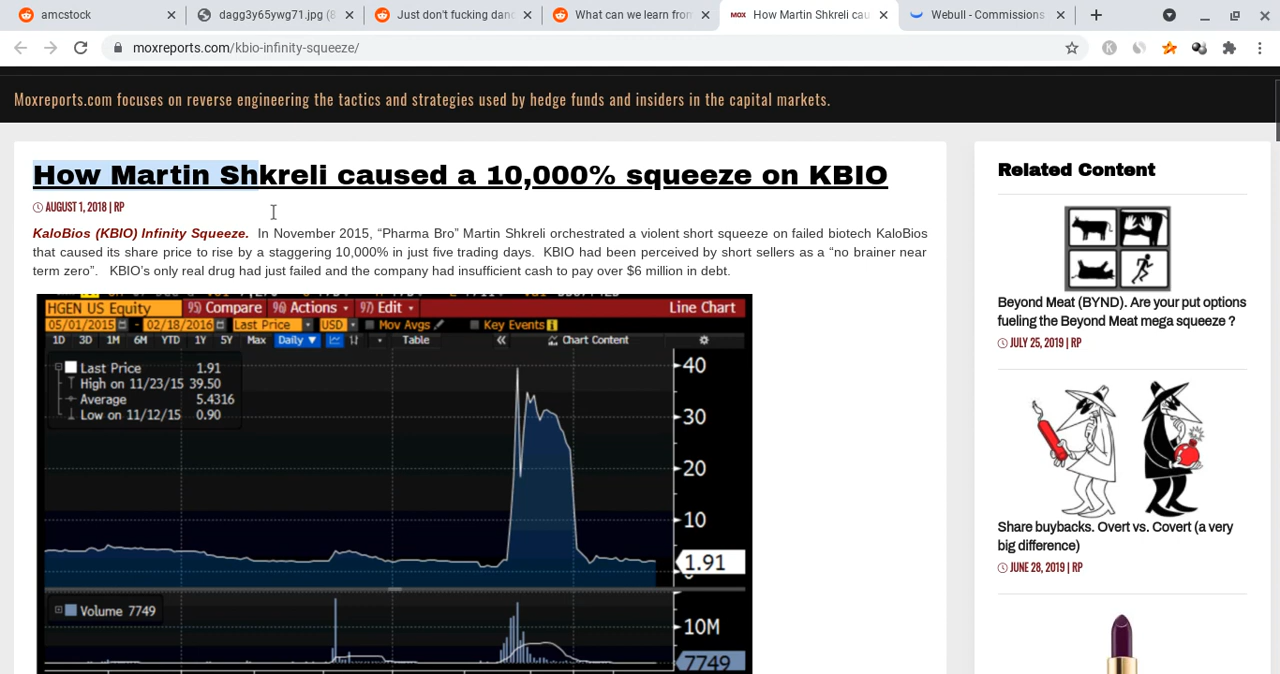 amcstock
dagg3y65ywg71.jpg (8
Just don't fucking danc
What can we learn from
MOX How Martin Shkreli cau
Webull - Commissions
moxreports.com/kbio-infinity-squeeze/
Moxreports.com focuses on reverse engineering the tactics and strategies used by hedge funds and insiders in the capital markets.
How Martin Shkreli caused a 10,000% squeeze on KBIO
AUGUST 1, 2018 | RP
KaloBios (KBIO) Infinity Squeeze. In November 2015, “Pharma Bro” Martin Shkreli orchestrated a violent short squeeze on failed biotech KaloBios
that caused its share price to rise by a staggering 10,000% in just five trading days. KBIO had been perceived by short sellers as a “no brainer near
term zero”. KBIO’s only real drug had just failed and the company had insufficient cash to pay over $6 million in debt.
HGEN US Equity 95) Compare 96) Actions 97) Edit Line Chart
05/01/2015 - 02/18/2016 Last Price USD Mov Avgs Key Events
1D 3D 1M 6M YTD 1Y 5Y Max Daily Table Chart Content
Last Price 1.91
High on 11/23/15 39.50
Average 5.4316
Low on 11/12/15 0.90
40
30
20
10
1.91
Volume 7749
10M
7749
Related Content
Beyond Meat (BYND). Are your put options
fueling the Beyond Meat mega squeeze ?
JULY 25, 2019 | RP
Share buybacks. Overt vs. Covert (a very
big difference)
JUNE 28, 2019 | RP